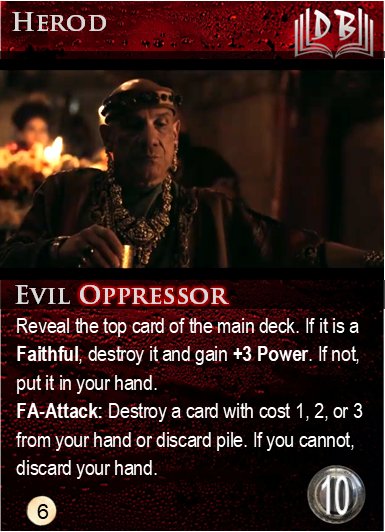 HEROD
DB
EVIL OPPRESSOR
Reveal the top card of the main deck. If it is a
Faithful, destroy it and gain +3 Power. If not,
put it in your hand.
FA-Attack: Destroy a card with cost 1, 2, or 3
from your hand or discard pile. If you cannot,
discard your hand.
6
10